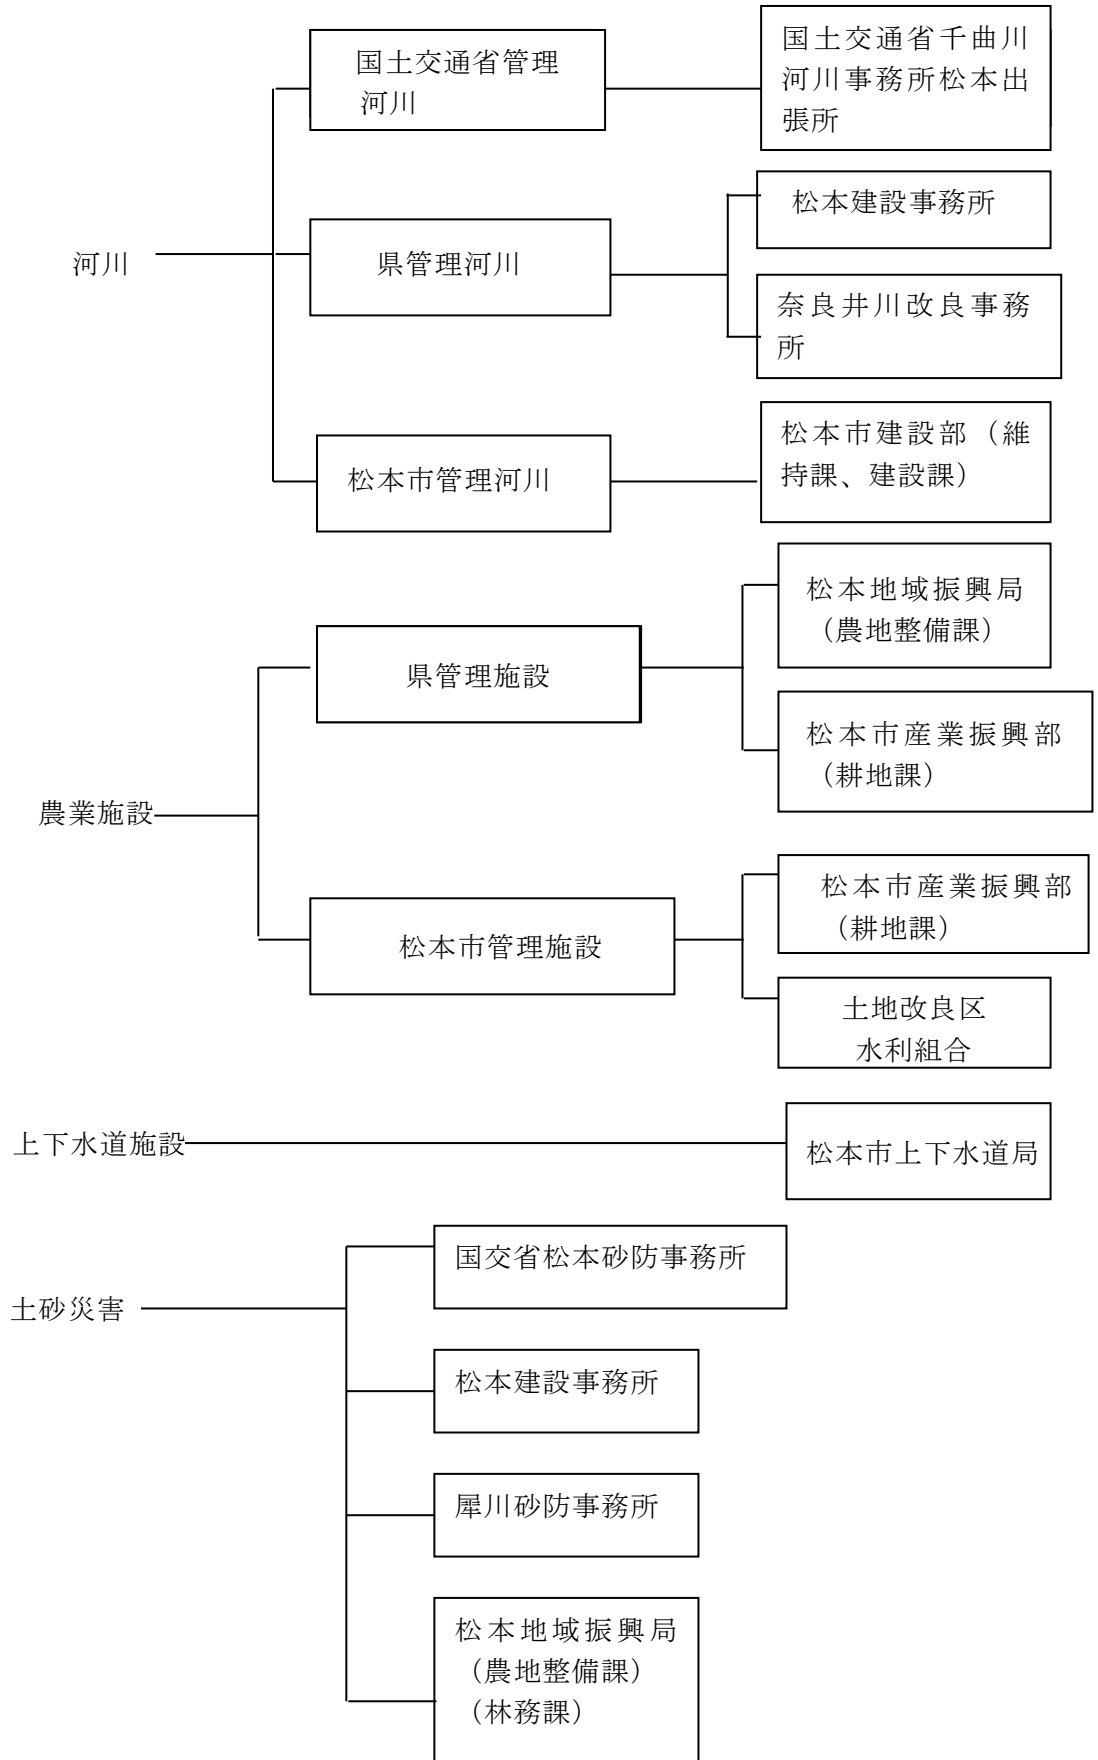 国土交通省管理
河川
国土交通省千曲川
河川事務所松本出
張所
松本建設事務所
河川
県管理河川
奈良井川改良事務
所
松本市管理河川
松本市建設部（維
持課、建設課）
松本地域振興局
（農地整備課）
県管理施設
松本市産業振興部
（耕地課）
農業施設
松本市産業振興部
（耕地課）
松本市管理施設
土地改良区
水利組合
上下水道施設
松本市上下水道局
国交省松本砂防事務所
土砂災害
松本建設事務所
犀川砂防事務所
松本地域振興局
（農地整備課）
（林務課）